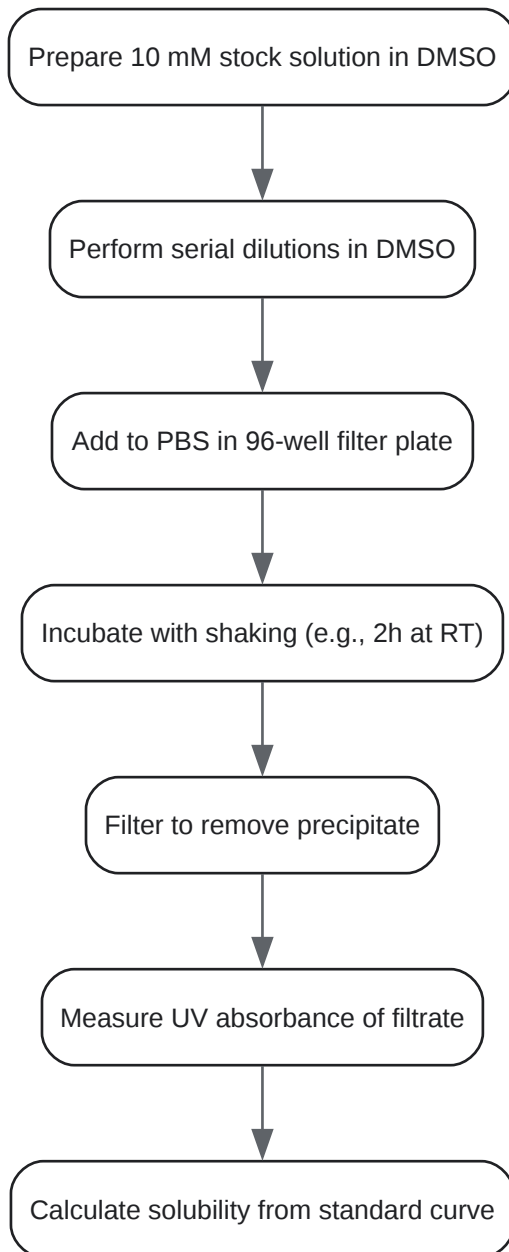 Prepare 10 mM stock solution in DMSO
Perform serial dilutions in DMSO
Add to PBS in 96-well filter plate
Incubate with shaking (e.g., 2h at RT)
Filter to remove precipitate
Measure UV absorbance of filtrate
Calculate solubility from standard curve